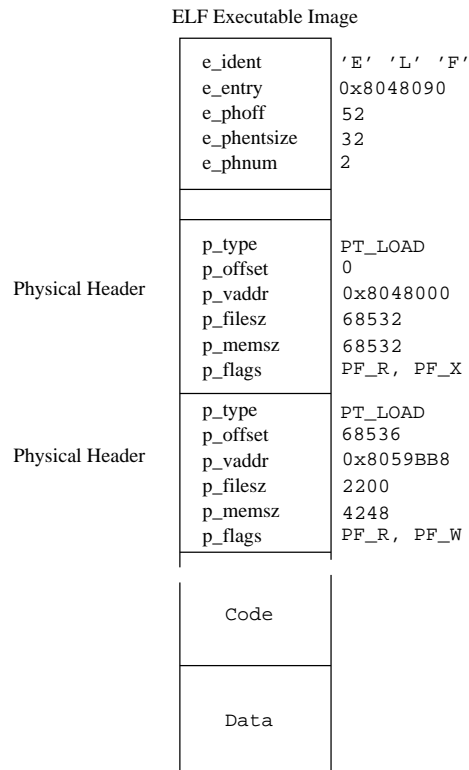 ELF Executable Image
e_ident 'E' 'L' 'F'
e_entry 0x8048090
e_phoff 52
e_phentsize 32
e_phnum 2
p_type PT_LOAD
p_offset 0
Physical Header p_vaddr 0x8048000
p_filesz 68532
p_memsz 68532
p_flags PF_R, PF_X
p_type PT_LOAD
p_offset 68536
Physical Header p_vaddr 0x8059BB8
p_filesz 2200
p_memsz 4248
p_flags PF_R, PF_W
Code
Data